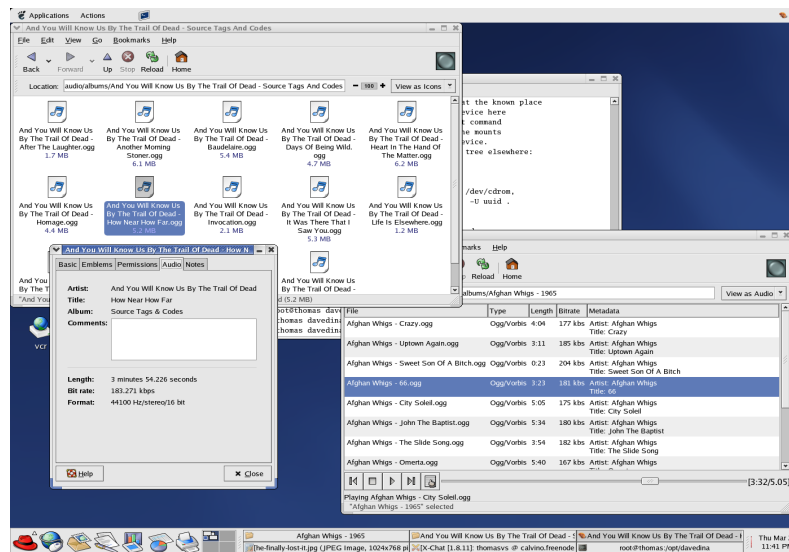 Applications Actions
And You Will Know Us By The Trail Of Dead - Source Tags And Codes
File Edit View Go Bookmarks Help
Back Forward Up Stop Reload Home
Location: audio/albums/And You Will Know Us By The Trail Of Dead - Source Tags And Codes 100 View as Icons
And You Will Know Us By The Trail Of Dead - After The Laughter.ogg
1.7 MB
And You Will Know Us By The Trail Of Dead - Another Morning Stoner.ogg
6.1 MB
And You Will Know Us By The Trail Of Dead - Baudelaire.ogg
5.4 MB
And You Will Know Us By The Trail Of Dead - Days Of Being Wild.ogg
4.7 MB
And You Will Know Us By The Trail Of Dead - Heart In The Hand Of The Matter.ogg
6.2 MB
And You Will Know Us By The Trail Of Dead - Homage.ogg
4.4 MB
And You Will Know Us By The Trail Of Dead - How Near How Far.ogg
5.2 MB
And You Will Know Us By The Trail Of Dead - Invocation.ogg
2.1 MB
And You Will Know Us By The Trail Of Dead - It Was There That I Saw You.ogg
5.3 MB
And You Will Know Us By The Trail Of Dead - Life Is Elsewhere.ogg
1.2 MB
And You
By The T
And You Will Know Us
By The Trail Of Dead -
"And You
d (5.2 MB)
at the known place
evice here
t command
he mounts
evice.
tree elsewhere:
/dev/cdrom,
-U uuid .
oot@thomas dave
thomas davedina
thomas davedina
vcr
And You Will Know Us By The Trail Of Dead - How N
Basic Emblems Permissions Audio Notes
Artist: And You Will Know Us By The Trail Of Dead
Title: How Near How Far
Album: Source Tags & Codes
Comments:
Length: 3 minutes 54.226 seconds
Bit rate: 183.271 kbps
Format: 44100 Hz/stereo/16 bit
Help Close
marks Help
p Reload Home
albums/Afghan Whigs - 1965 View as Audio
File Type Length Bitrate Metadata
Afghan Whigs - Crazy.ogg Ogg/Vorbis 4:04 177 kbs Artist: Afghan Whigs
Title: Crazy
Afghan Whigs - Uptown Again.ogg Ogg/Vorbis 3:11 185 kbs Artist: Afghan Whigs
Title: Uptown Again
Afghan Whigs - Sweet Son Of A Bitch.ogg Ogg/Vorbis 0:23 204 kbs Artist: Afghan Whigs
Title: Sweet Son Of A Bitch
Afghan Whigs - 66.ogg Ogg/Vorbis 3:23 181 kbs Artist: Afghan Whigs
Title: 66
Afghan Whigs - City Soleil.ogg Ogg/Vorbis 5:05 175 kbs Artist: Afghan Whigs
Title: City Soleil
Afghan Whigs - John The Baptist.ogg Ogg/Vorbis 5:34 180 kbs Artist: Afghan Whigs
Title: John The Baptist
Afghan Whigs - The Slide Song.ogg Ogg/Vorbis 3:54 182 kbs Artist: Afghan Whigs
Title: The Slide Song
Afghan Whigs - Omerta.ogg Ogg/Vorbis 5:40 167 kbs Artist: Afghan Whigs
[3:32/5.05]
Playing Afghan Whigs - City Soleil.ogg
"Afghan Whigs - 1965" selected
Afghan Whigs - 1965
And You Will Know Us By The Trail Of Dead - S
And You Will Know Us By The Trail Of Dead - H
[he-finally-lost-it.jpg (JPEG Image, 1024x768 pi
[X-Chat [1.8.11]: thomasvs @ calvino.freenode
root@thomas:/opt/davedina
Thu Mar
11:41 PM